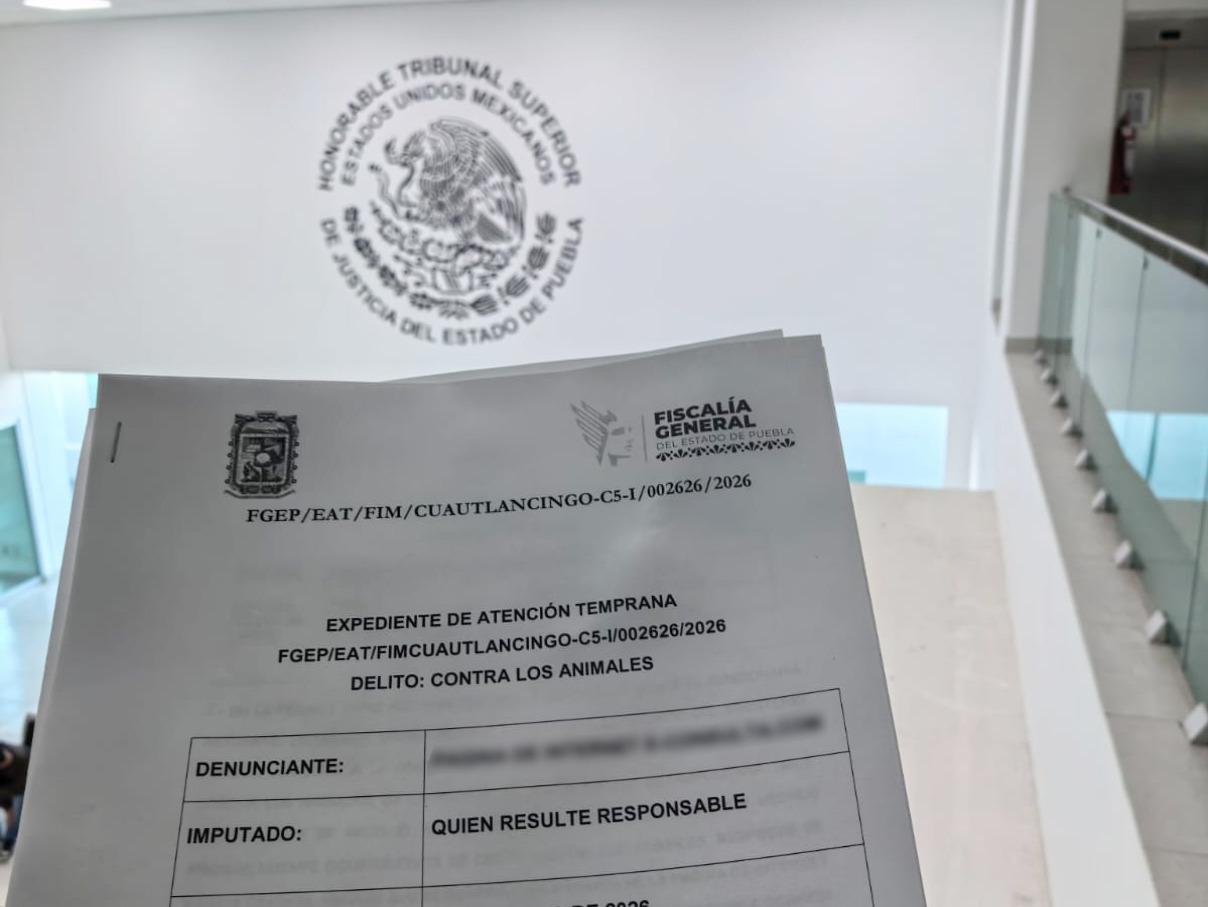 HONORABLE TRIBUNAL SUPERIOR
ESTADOS UNIDOS MEXICANOS
DE JUSTICIA DEL ESTADO DE PUEBLA
FISCALÍA
GENERAL
DEL ESTADO DE PUEBLA
FGEP/EAT/FIM/CUAUTLANCINGO-C5-I/002626/2026
EXPEDIENTE DE ATENCIÓN TEMPRANA
FGEP/EAT/FIMCUAUTLANCINGO-C5-I/002626/2026
DELITO: CONTRA LOS ANIMALES
DENUNCIANTE:
IMPUTADO: QUIEN RESULTE RESPONSABLE
DE 2026